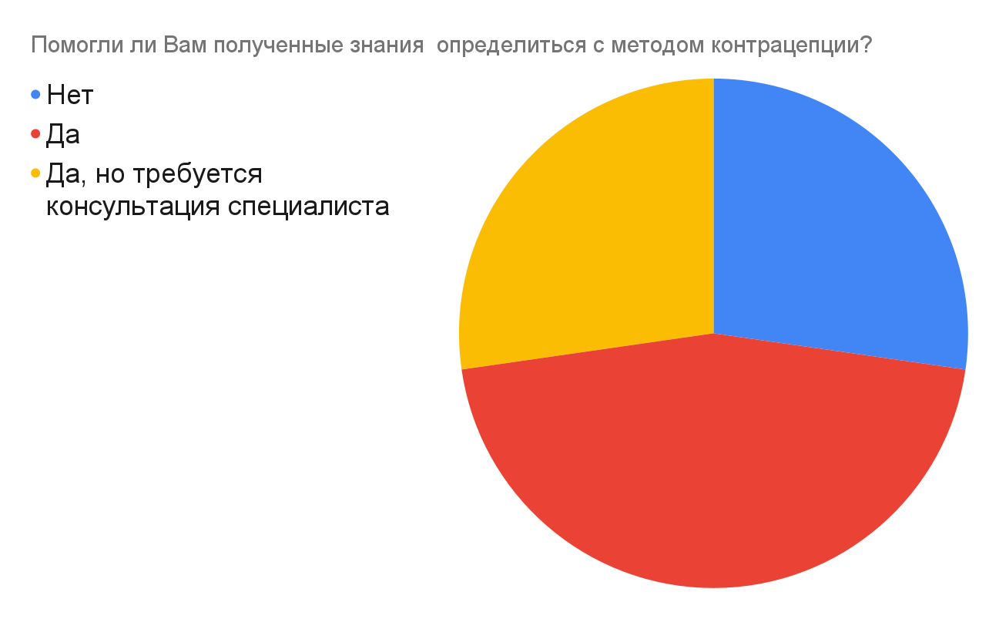 Помогли ли Вам полученные знания  определиться с методом контрацепции?
Нет
Да
Да, но требуется
консультация специалиста